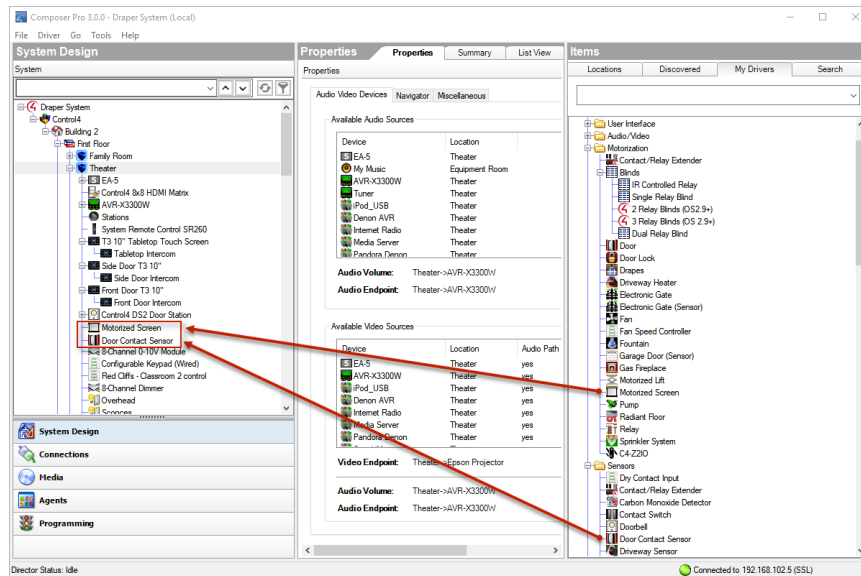 Composer Pro 3.0.0 - Draper System (Local)
File Driver Go Tools Help
System Design
System
Draper System
Control4
Building 2
First Floor
Family Room
Theater
EA-5
Control4 8x8 HDMI Matrix
AVR-X3300W
Stations
System Remote Control SR260
T3 10" Tabletop Touch Screen
Tabletop Intercom
Side Door T3 10"
Side Door Intercom
Front Door T3 10"
Front Door Intercom
Control4 DS2 Door Station
Motorized Screen
Door Contact Sensor
8-Channel 0-10V Module
Configurable Keypad (Wired)
Red Cliffs - Classroom 2 control
8-Channel Dimmer
Overhead
Sconces
System Design
Connections
Media
Agents
Programming
Properties Properties Summary List View
Properties
Audio Video Devices Navigator Miscellaneous
Available Audio Sources
Device Location
EA-5 Theater
My Music Equipment Room
AVR-X3300W Theater
Tuner Theater
iPod_USB Theater
Denon AVR Theater
Internet Radio Theater
Media Server Theater
Pandora Denon Theater
Audio Volume: Theater->AVR-X3300W
Audio Endpoint: Theater->AVR-X3300W
Available Video Sources
Device Location Audio Path
EA-5 Theater yes
AVR-X3300W Theater yes
iPod_USB Theater yes
Denon AVR Theater yes
Internet Radio Theater yes
Media Server Theater yes
Pandora Denon Theater yes
Video Endpoint: Theater->Epson Projector
Audio Volume: Theater->AVR-X3300W
Audio Endpoint: Theater->AVR-X3300W
Items
Locations Discovered My Drivers Search
User Interface
Audio/Video
Motorization
Contact/Relay Extender
Blinds
IR Controlled Relay
Single Relay Blind
2 Relay Blinds (OS2.9+)
3 Relay Blinds (OS 2.9+)
Dual Relay Blind
Door
Door Lock
Drapes
Driveway Heater
Electronic Gate
Electronic Gate (Sensor)
Fan
Fan Speed Controller
Fountain
Garage Door (Sensor)
Gas Fireplace
Motorized Lift
Motorized Screen
Pump
Radiant Floor
Relay
Sprinkler System
C4-Z2IO
Sensors
Dry Contact Input
Contact/Relay Extender
Carbon Monoxide Detector
Contact Switch
Doorbell
Door Contact Sensor
Driveway Sensor
Director Status: Idle
Connected to 192.168.102.5 (SSL)